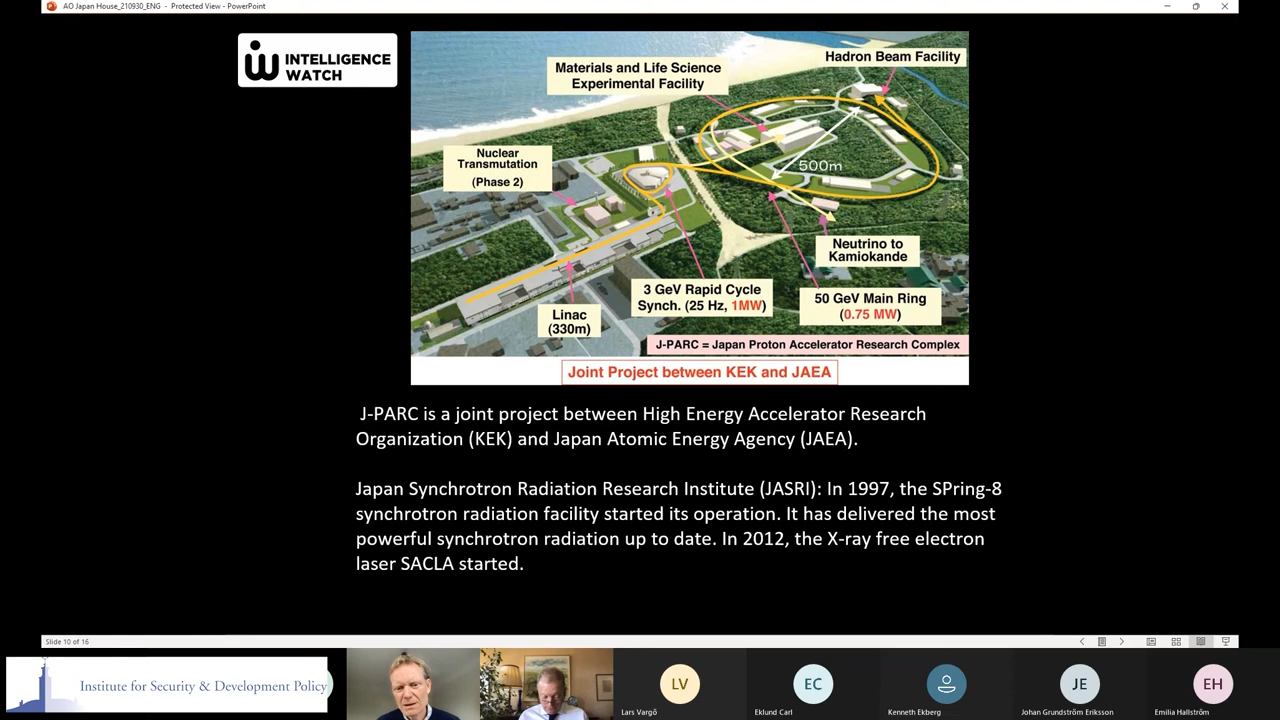 AO Japan House_210930_ENG - Protected View - PowerPoint
INTELLIGENCE
WATCH
Hadron Beam Facility
Materials and Life Science
Experimental Facility
Nuclear
Transmutation
(Phase 2)
500m
Neutrino to
Kamiokande
3 GeV Rapid Cycle
Synch. (25 Hz, 1MW)
50 GeV Main Ring
(0.75 MW)
Linac
(330m)
J-PARC = Japan Proton Accelerator Research Complex
Joint Project between KEK and JAEA
J-PARC is a joint project between High Energy Accelerator Research
Organization (KEK) and Japan Atomic Energy Agency (JAEA).
Japan Synchrotron Radiation Research Institute (JASRI): In 1997, the SPring-8
synchrotron radiation facility started its operation. It has delivered the most
powerful synchrotron radiation up to date. In 2012, the X-ray free electron
laser SACLA started.
Slide 10 of 16
Institute for Security & Development Policy
LV
EC
JE
EH
Lars Vargö
Eklund Carl
Kenneth Ekberg
Johan Grundström Eriksson
Emilia Hallström